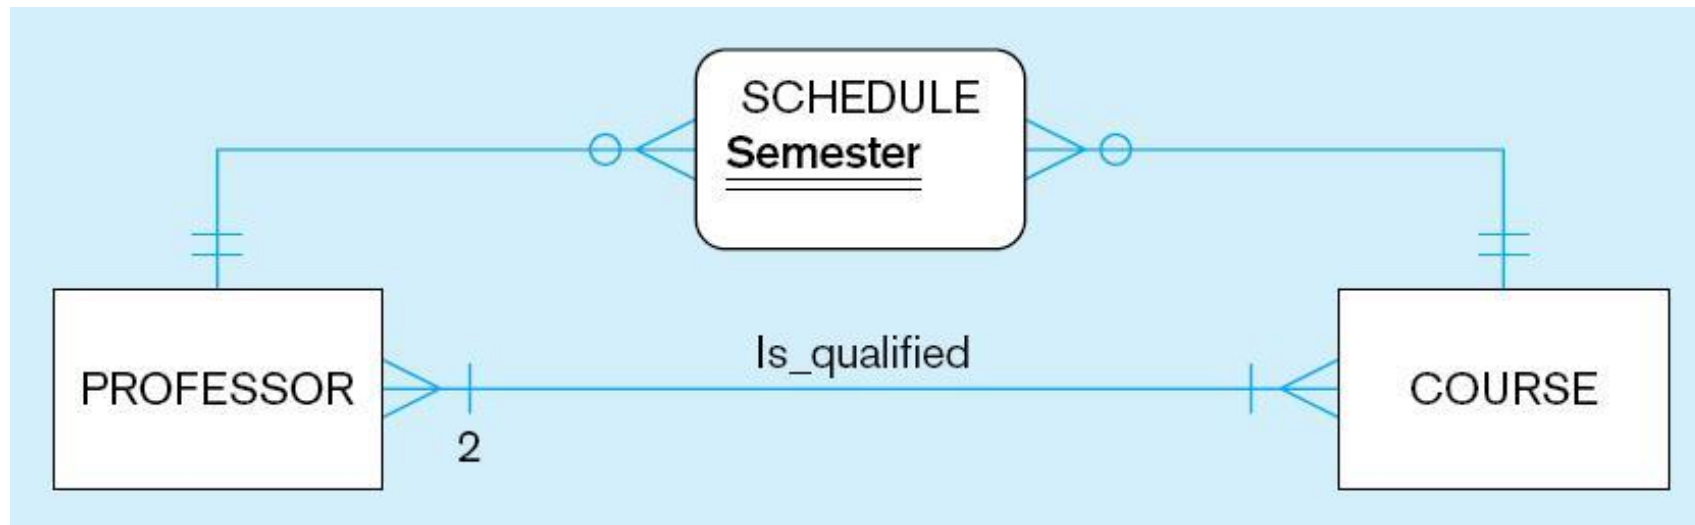 SCHEDULE
Semester
Is_qualified
PROFESSOR
COURSE
2